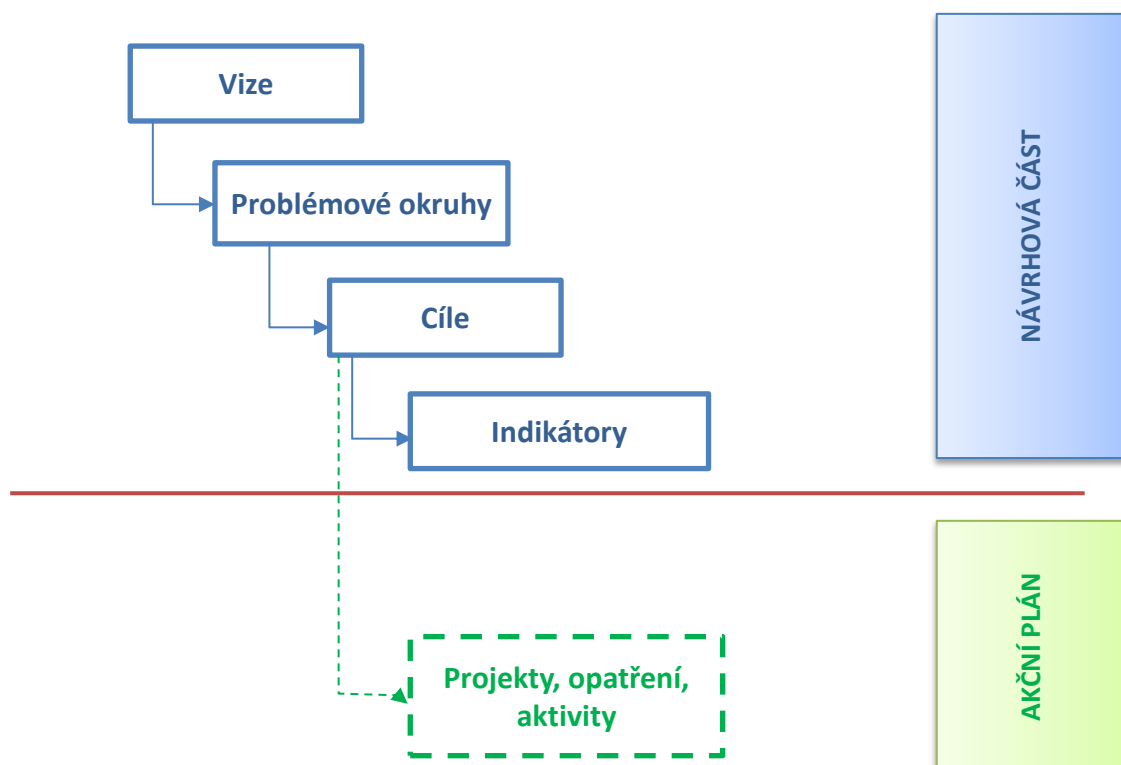 Vize
Problémové okruhy
Cíle
Indikátory
NÁVRHOVÁ ČÁST
Projekty, opatření,
aktivity
AKČNÍ PLÁN